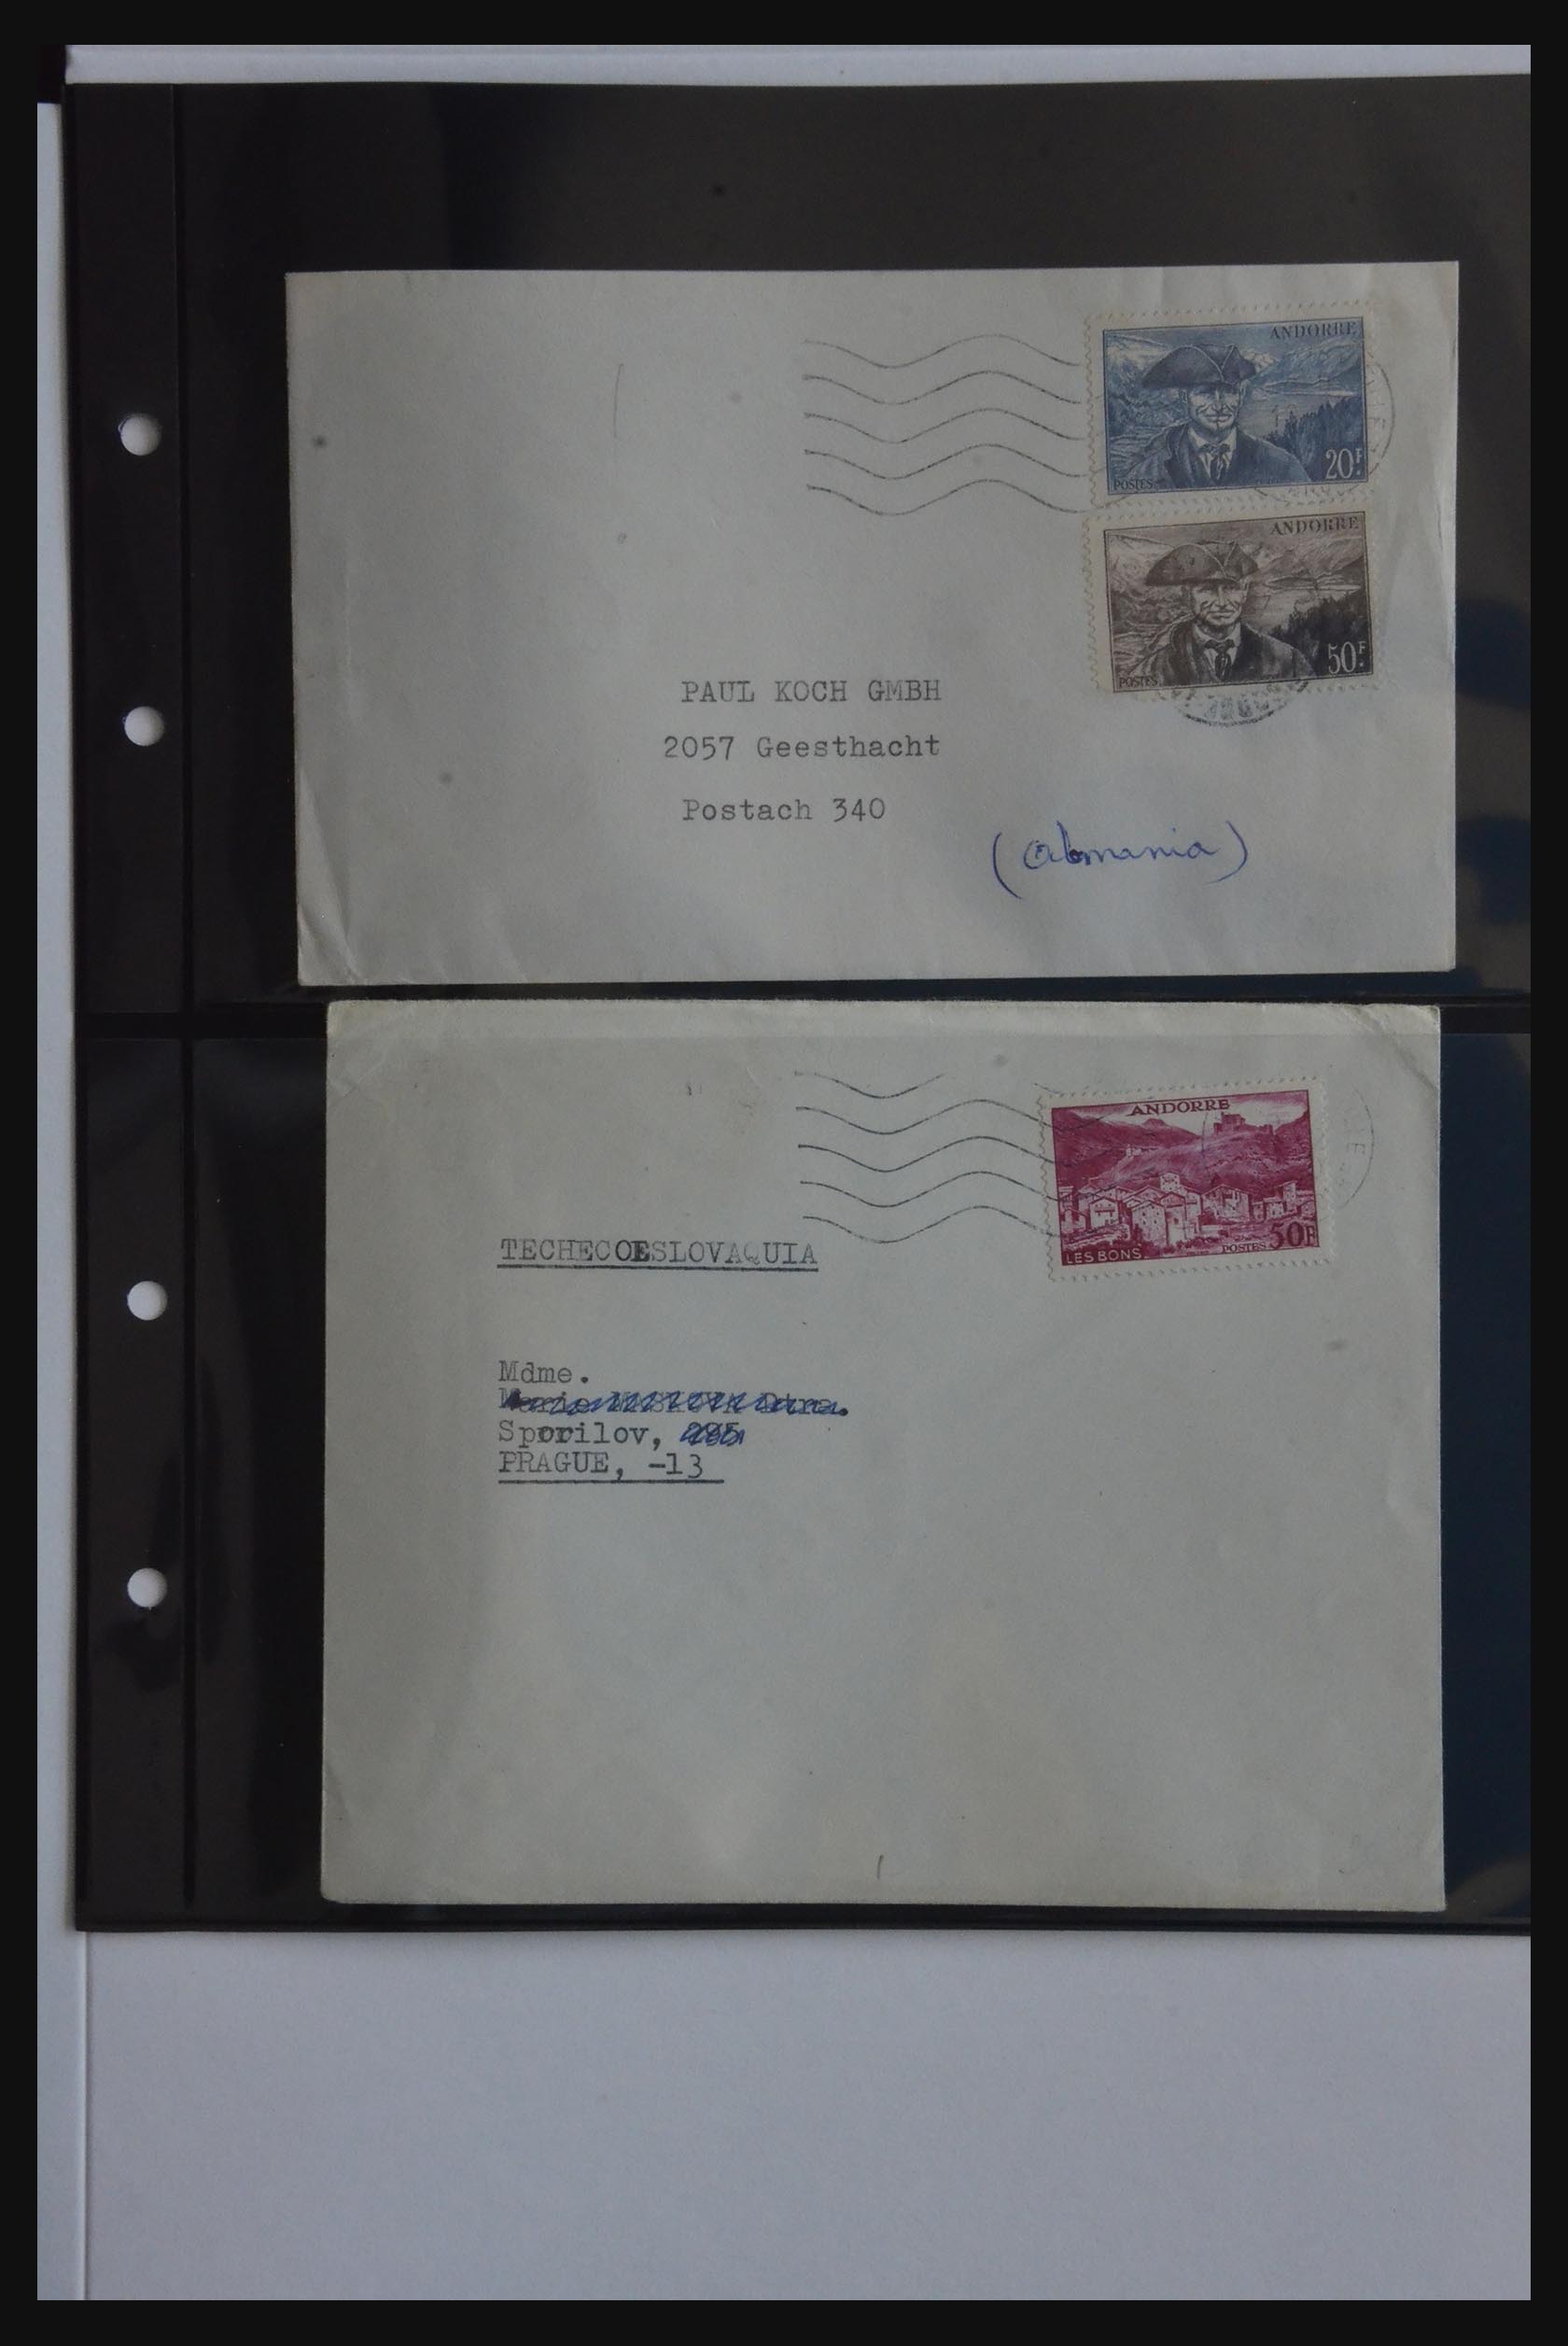 ANDORRE
POSTES
20F
ANDORRE
POSTES
50F
PAUL KOCH GMBH
2057 Geesthacht
Postach 340
(Alemania)
ANDORRE
LES BONS
POSTES 50F
TECHECOESLOVAQUIA
Mdme.
Sporilov,
PRAGUE, -13